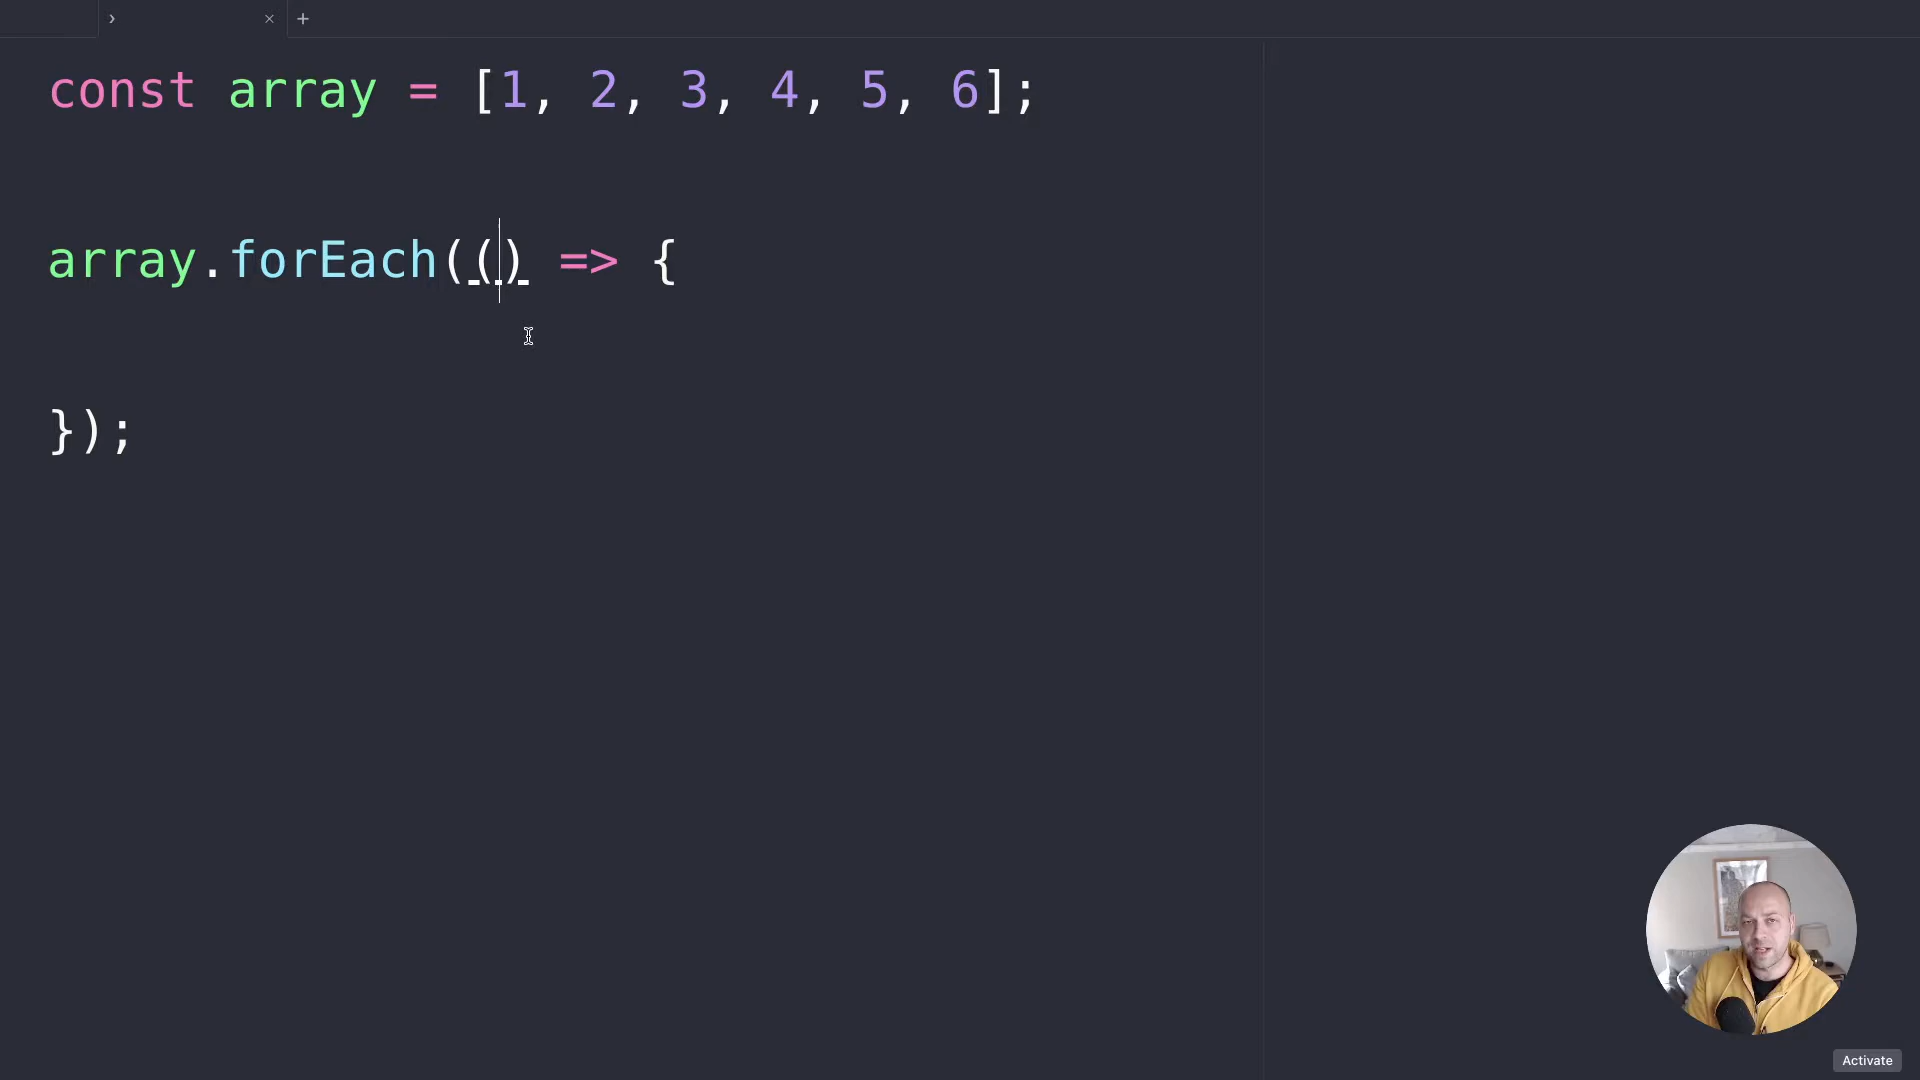 const array = [1, 2, 3, 4, 5, 6];
array.forEach(() => {
});
Activate